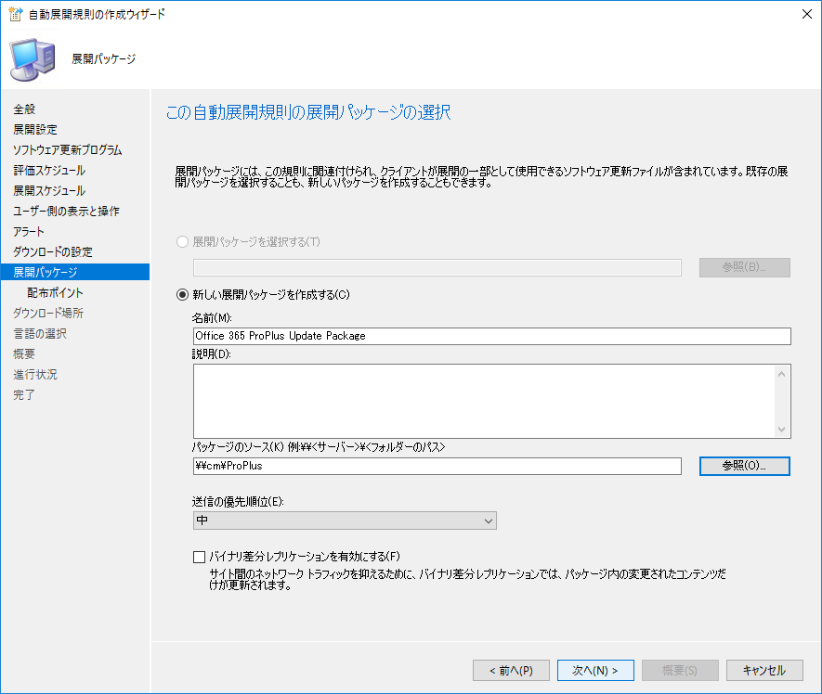 自動展開規則の作成ウィザード
展開パッケージ
全般
展開設定
ソフトウェア更新プログラム
評価スケジュール
展開スケジュール
ユーザー側の表示と操作
アラート
ダウンロードの設定
展開パッケージ
配布ポイント
ダウンロード場所
言語の選択
概要
進行状況
完了
この自動展開規則の展開パッケージの選択
展開パッケージには、この規則に関連付けられ、クライアントが展開の一部として使用できるソフトウェア更新ファイルが含まれています。既存の展
開パッケージを選択することも、新しいパッケージを作成することもできます。
展開パッケージを選択する(T)
参照(B)...
新しい展開パッケージを作成する(C)
名前(M):
Office 365 ProPlus Update Package
説明(D):
パッケージのソース(K) 例:¥¥<サーバー>¥<フォルダーのパス>
¥¥cm¥ProPlus
参照(O)...
送信の優先順位(E):
中
バイナリ差分レプリケーションを有効にする(F)
サイト間のネットワーク トラフィックを抑えるために、バイナリ差分レプリケーションでは、パッケージ内の変更されたコンテンツだ
けが更新されます。
< 前へ(P)
次へ(N) >
概要(S)
キャンセル